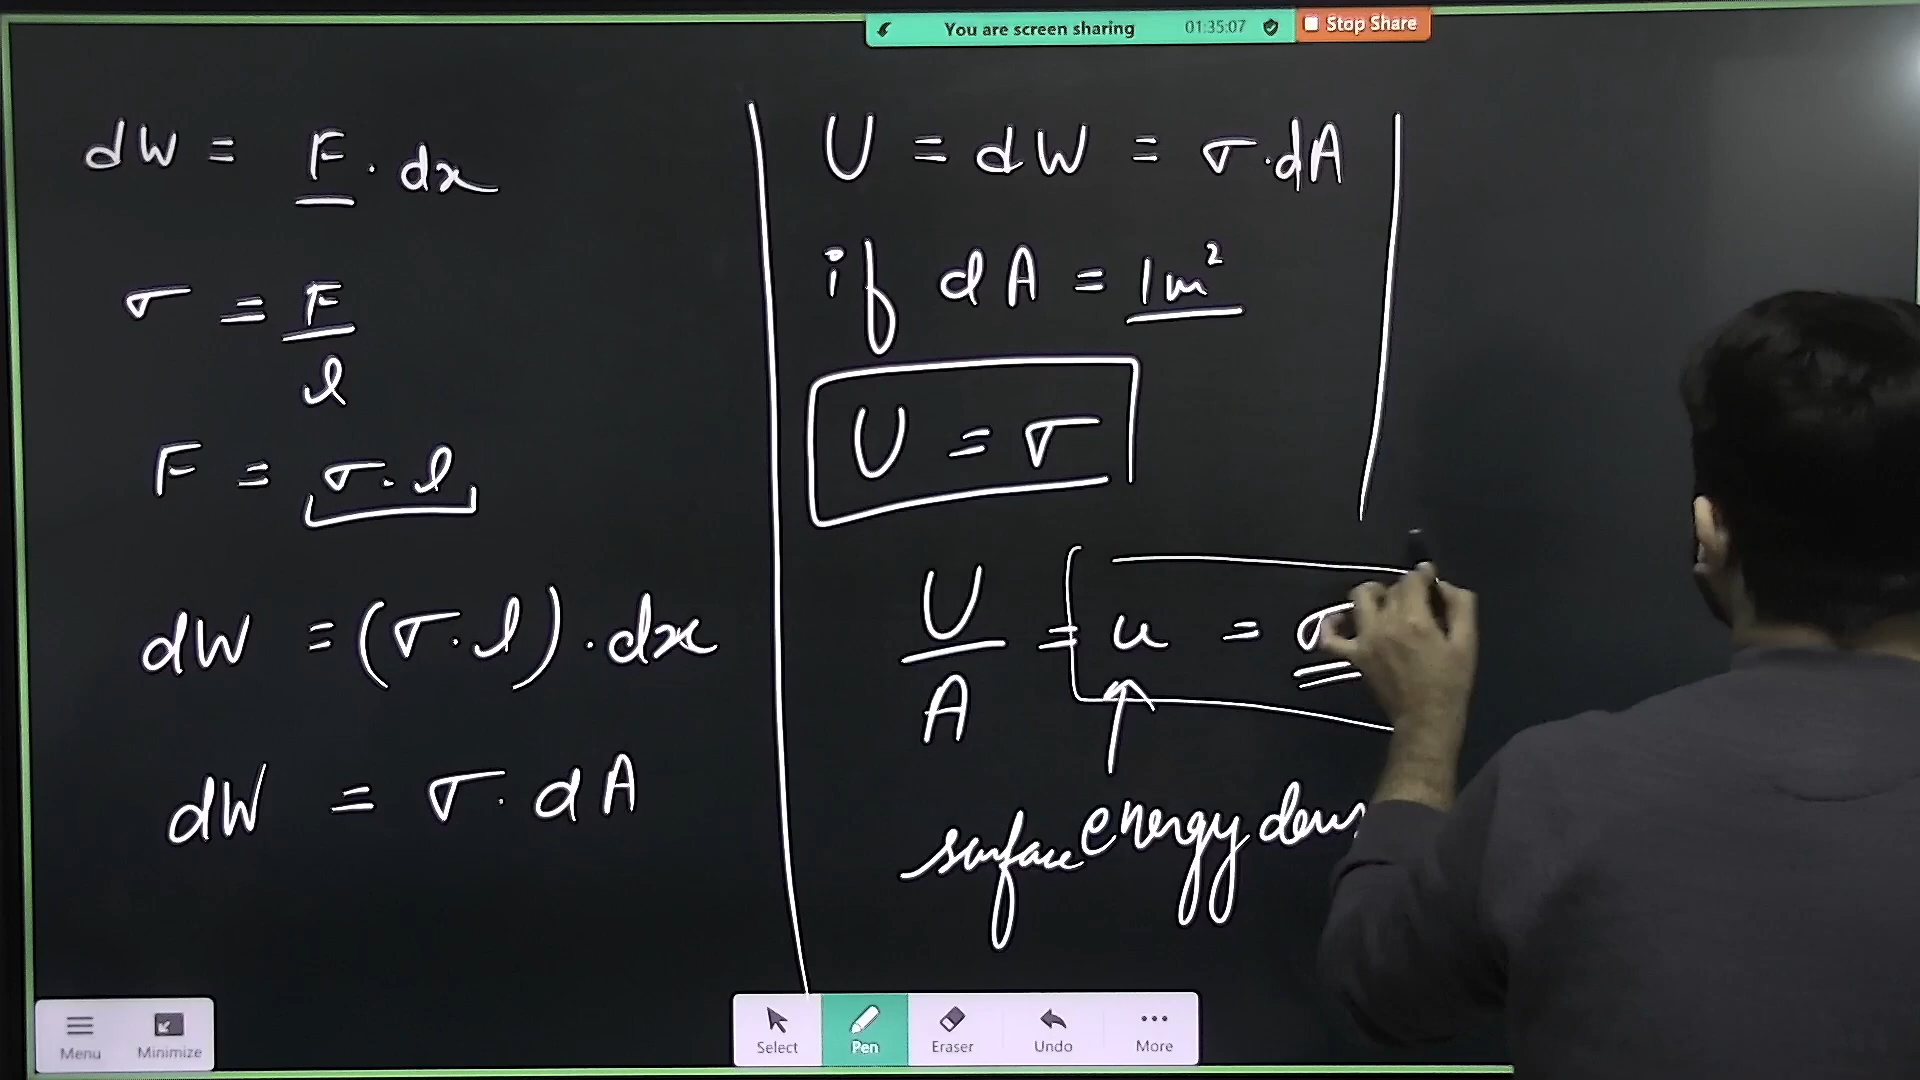 You are screen sharing 01:35:07 Stop Share
dW = F · dx
σ = F / l
F = σ · l
dW = (σ · l) · dx
dW = σ · dA
U = dW = σ · dA
if dA = 1m²
U = σ
U / A = u = σ
surface energy
Menu Minimize Select Pen Eraser Undo More